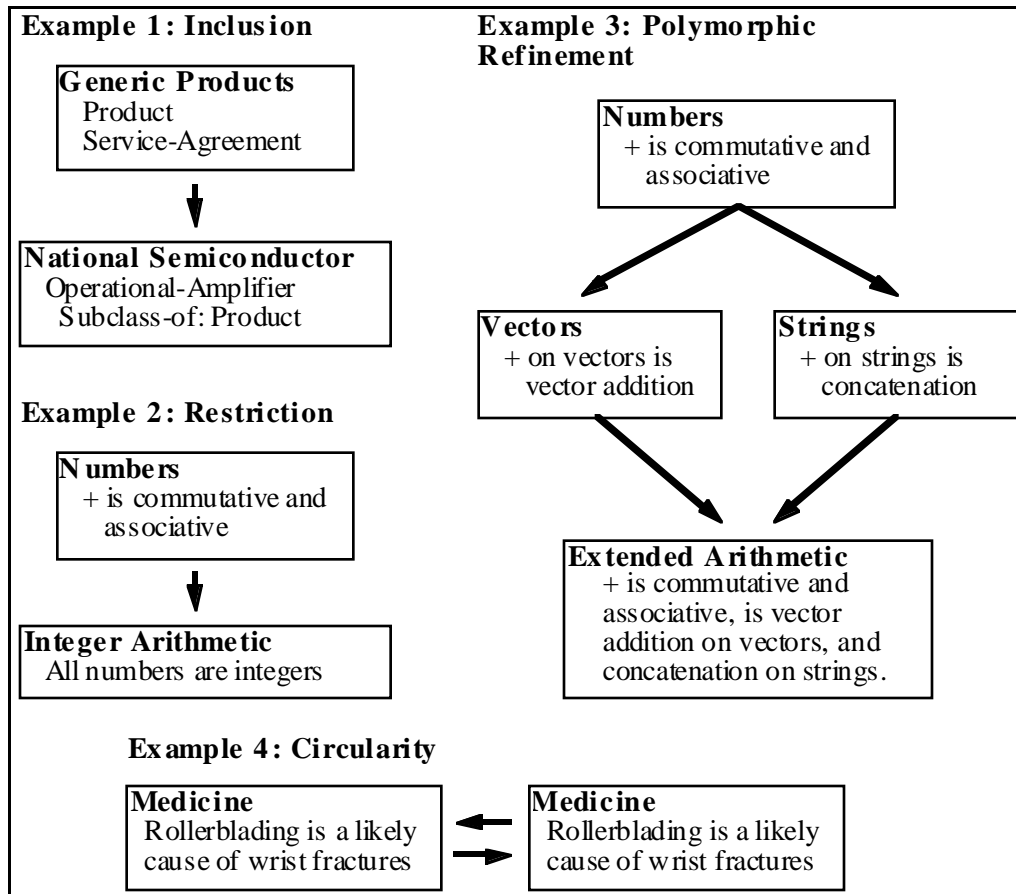 Example 1: Inclusion
Generic Products
Product
Service-Agreement
National Semiconductor
Operational-Amplifier
Subclass-of: Product
Example 2: Restriction
Numbers
+ is commutative and
associative
Integer Arithmetic
All numbers are integers
Example 3: Polymorphic
Refinement
Numbers
+ is commutative and
associative
Vectors
+ on vectors is
vector addition
Strings
+ on strings is
concatenation
Extended Arithmetic
+ is commutative and
associative, is vector
addition on vectors, and
concatenation on strings.
Example 4: Circularity
Medicine
Rollerblading is a likely
cause of wrist fractures
Medicine
Rollerblading is a likely
cause of wrist fractures